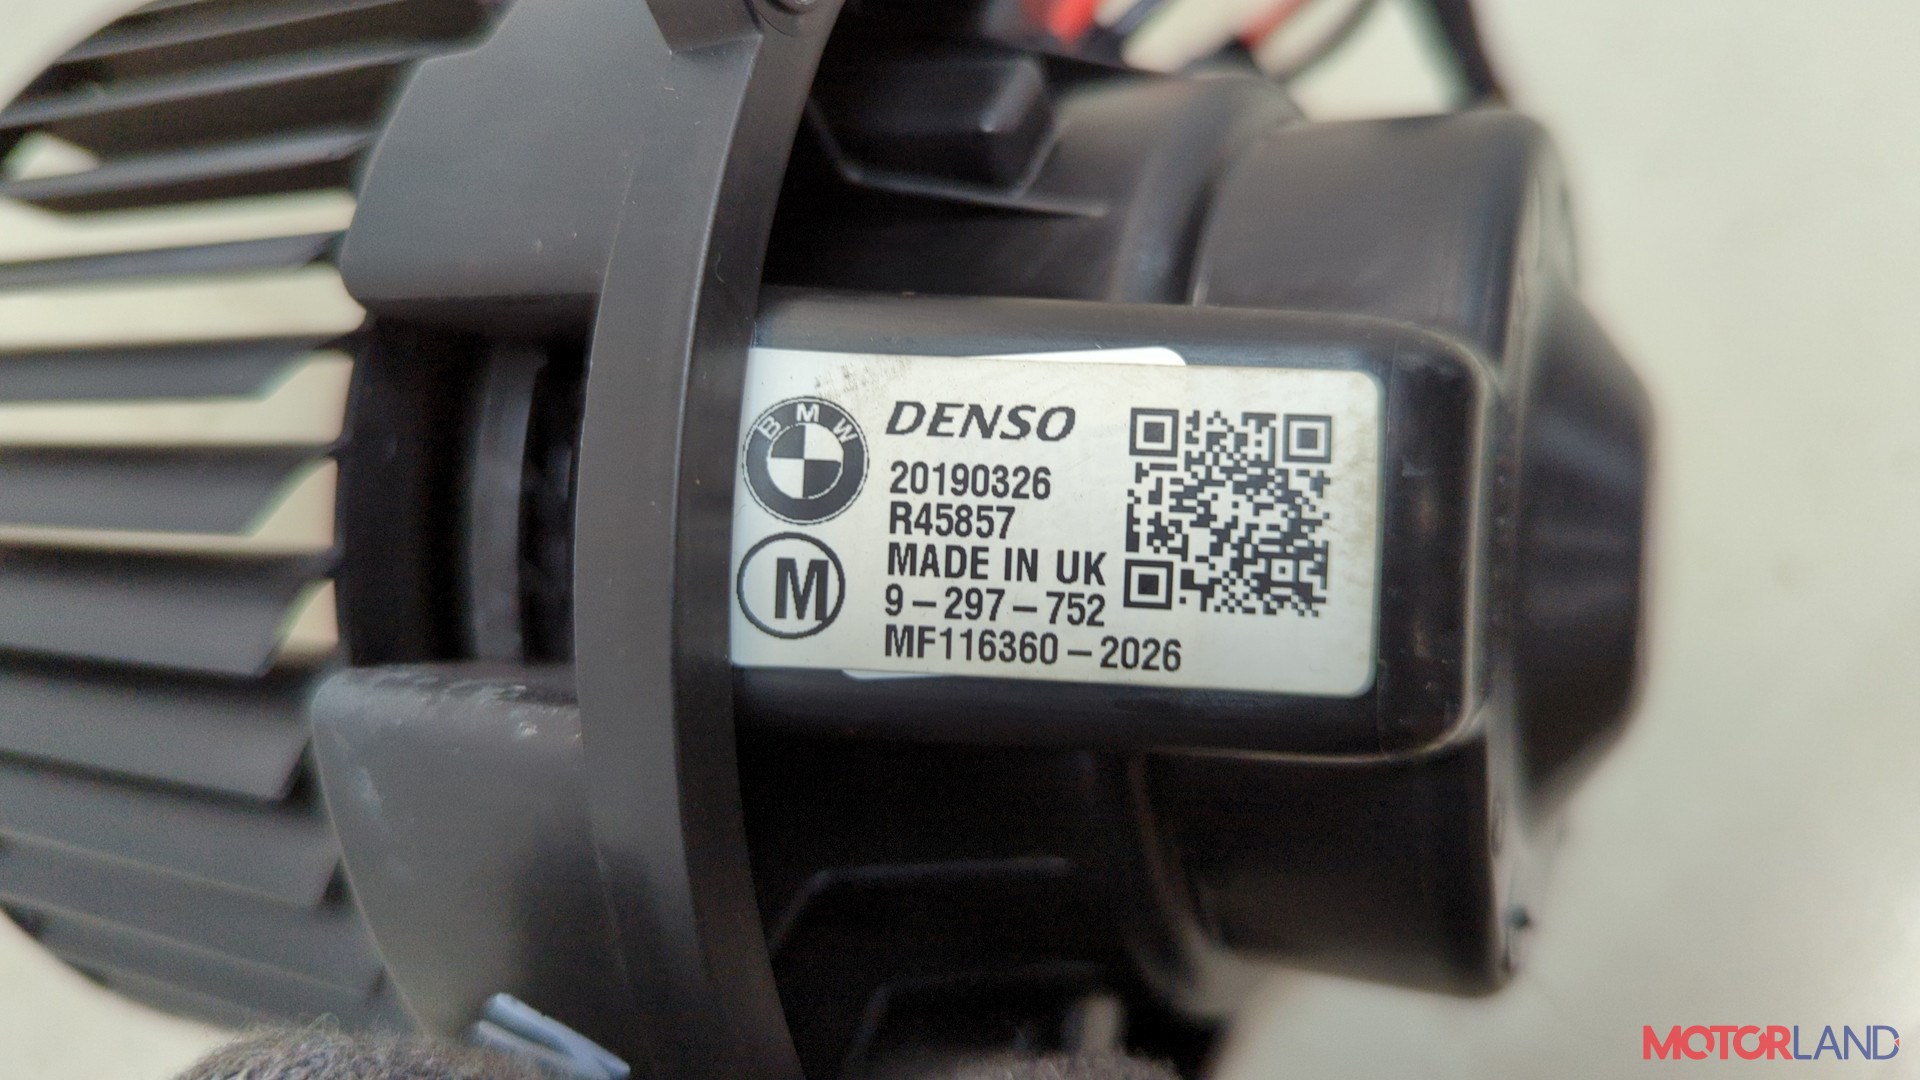 BMW
DENSO
20190326
R45857
MADE IN UK
9-297-752
MF116360-2026
M
MOTORLAND